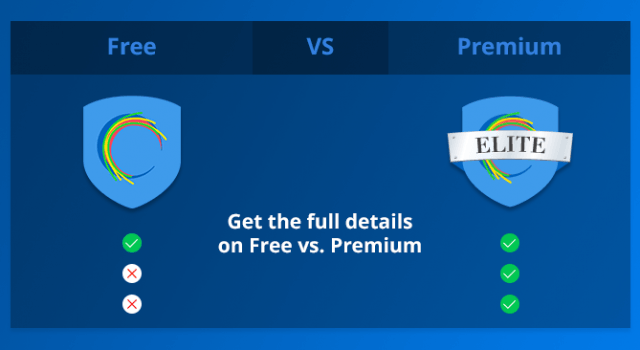 Free
VS
Premium
ELITE
Get the full details
on Free vs. Premium